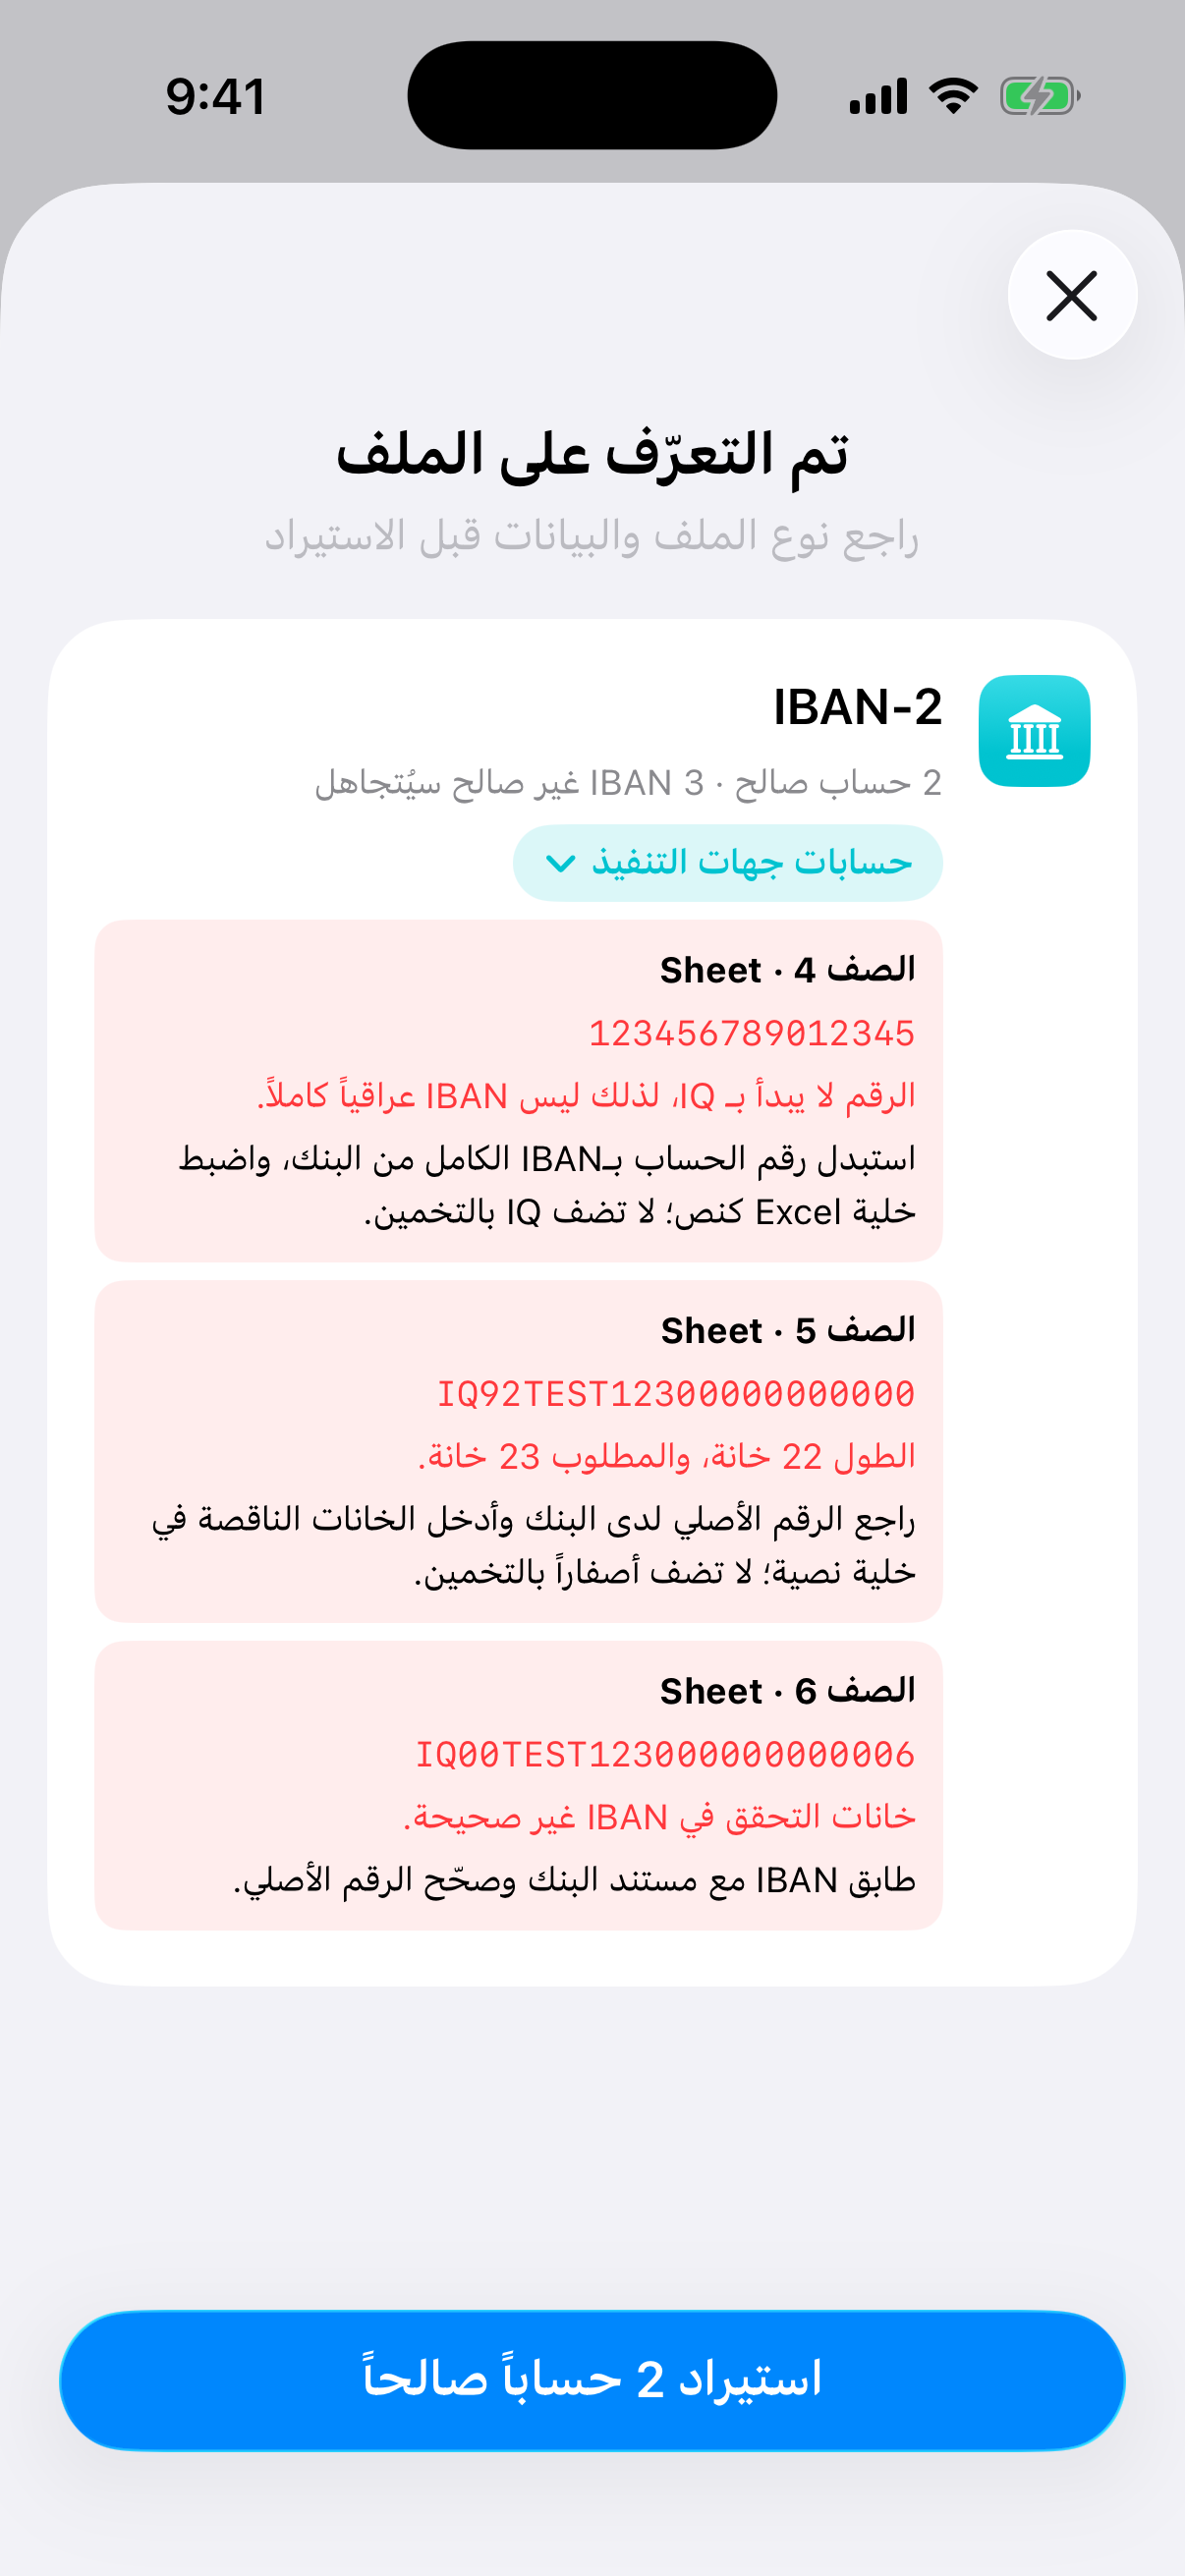 9:41
تم التعرّف على الملف
راجع نوع الملف والبيانات قبل الاستيراد
IBAN-2
2 حساب صالح · 3 IBAN غير صالح سيُتجاهل
حسابات جهات التنفيذ
الصف 4 · Sheet
123456789012345
الرقم لا يبدأ بـ IQ، لذلك ليس IBAN عراقياً كاملاً.
استبدل رقم الحساب بـIBAN الكامل من البنك، واضبط
خلية Excel كنص؛ لا تضف IQ بالتخمين.
الصف 5 · Sheet
IQ92TEST12300000000000
الطول 22 خانة، والمطلوب 23 خانة.
راجع الرقم الأصلي لدى البنك وأدخل الخانات الناقصة في
خلية نصية؛ لا تضف أصفاراً بالتخمين.
الصف 6 · Sheet
IQ00TEST123000000000006
خانات التحقق في IBAN غير صحيحة.
طابق IBAN مع مستند البنك وصحّح الرقم الأصلي.
استيراد 2 حساباً صالحاً